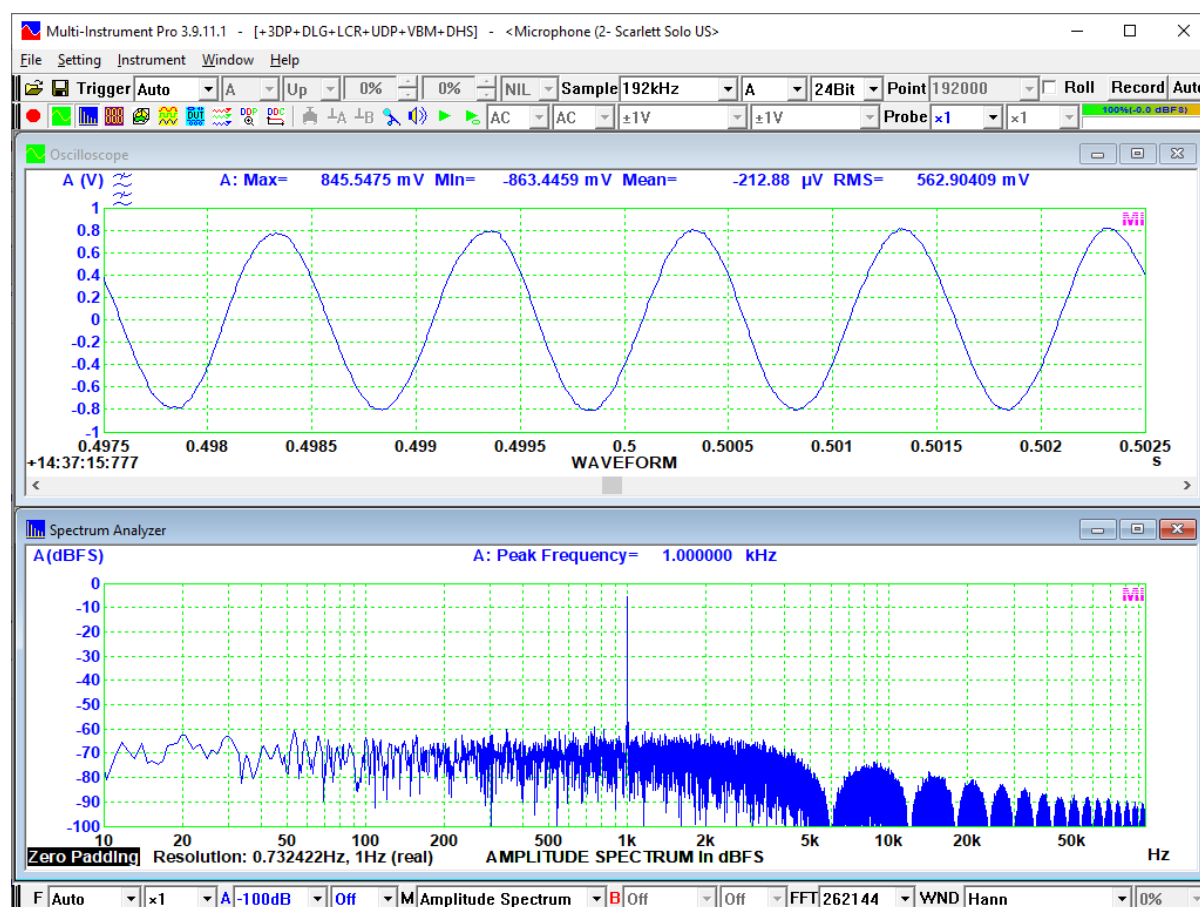 Multi-Instrument Pro 3.9.11.1 - [+3DP+DLG+LCR+UDP+VBM+DHS] - <Microphone (2- Scarlett Solo US>
File Setting Instrument Window Help
Trigger Auto A Up 0% 0% NIL Sample 192kHz A 24Bit Point 192000 Roll Record Auto
DUT DDP DDC A B AC AC ±1V ±1V Probe ×1 ×1 100%(-0.0 dBFS)
Oscilloscope
A (V) A: Max= 845.5475 mV MIn= -863.4459 mV Mean= -212.88 µV RMS= 562.90409 mV
MI
1
0.8
0.6
0.4
0.2
0
-0.2
-0.4
-0.6
-0.8
-1
0.4975 0.498 0.4985 0.499 0.4995 0.5 0.5005 0.501 0.5015 0.502 0.5025
+14:37:15:777 WAVEFORM s
Spectrum Analyzer
A(dBFS) A: Peak Frequency= 1.000000 kHz
MI
0
-10
-20
-30
-40
-50
-60
-70
-80
-90
-100
10 20 50 100 200 500 1k 2k 5k 10k 20k 50k
Zero Padding Resolution: 0.732422Hz, 1Hz (real) AMPLITUDE SPECTRUM In dBFS Hz
F Auto ×1 A -100dB Off M Amplitude Spectrum B Off Off FFT 262144 WND Hann 0%